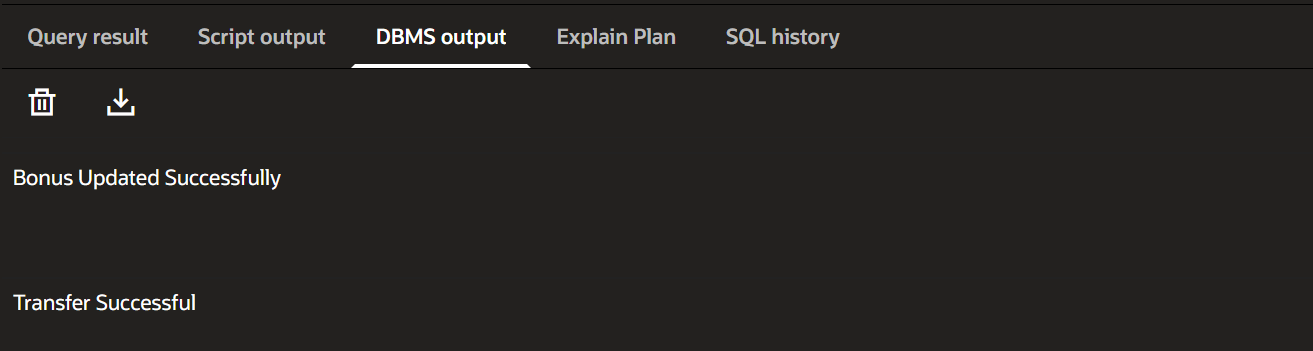 Query result Script output DBMS output Explain Plan SQL history
Bonus Updated Successfully
Transfer Successful